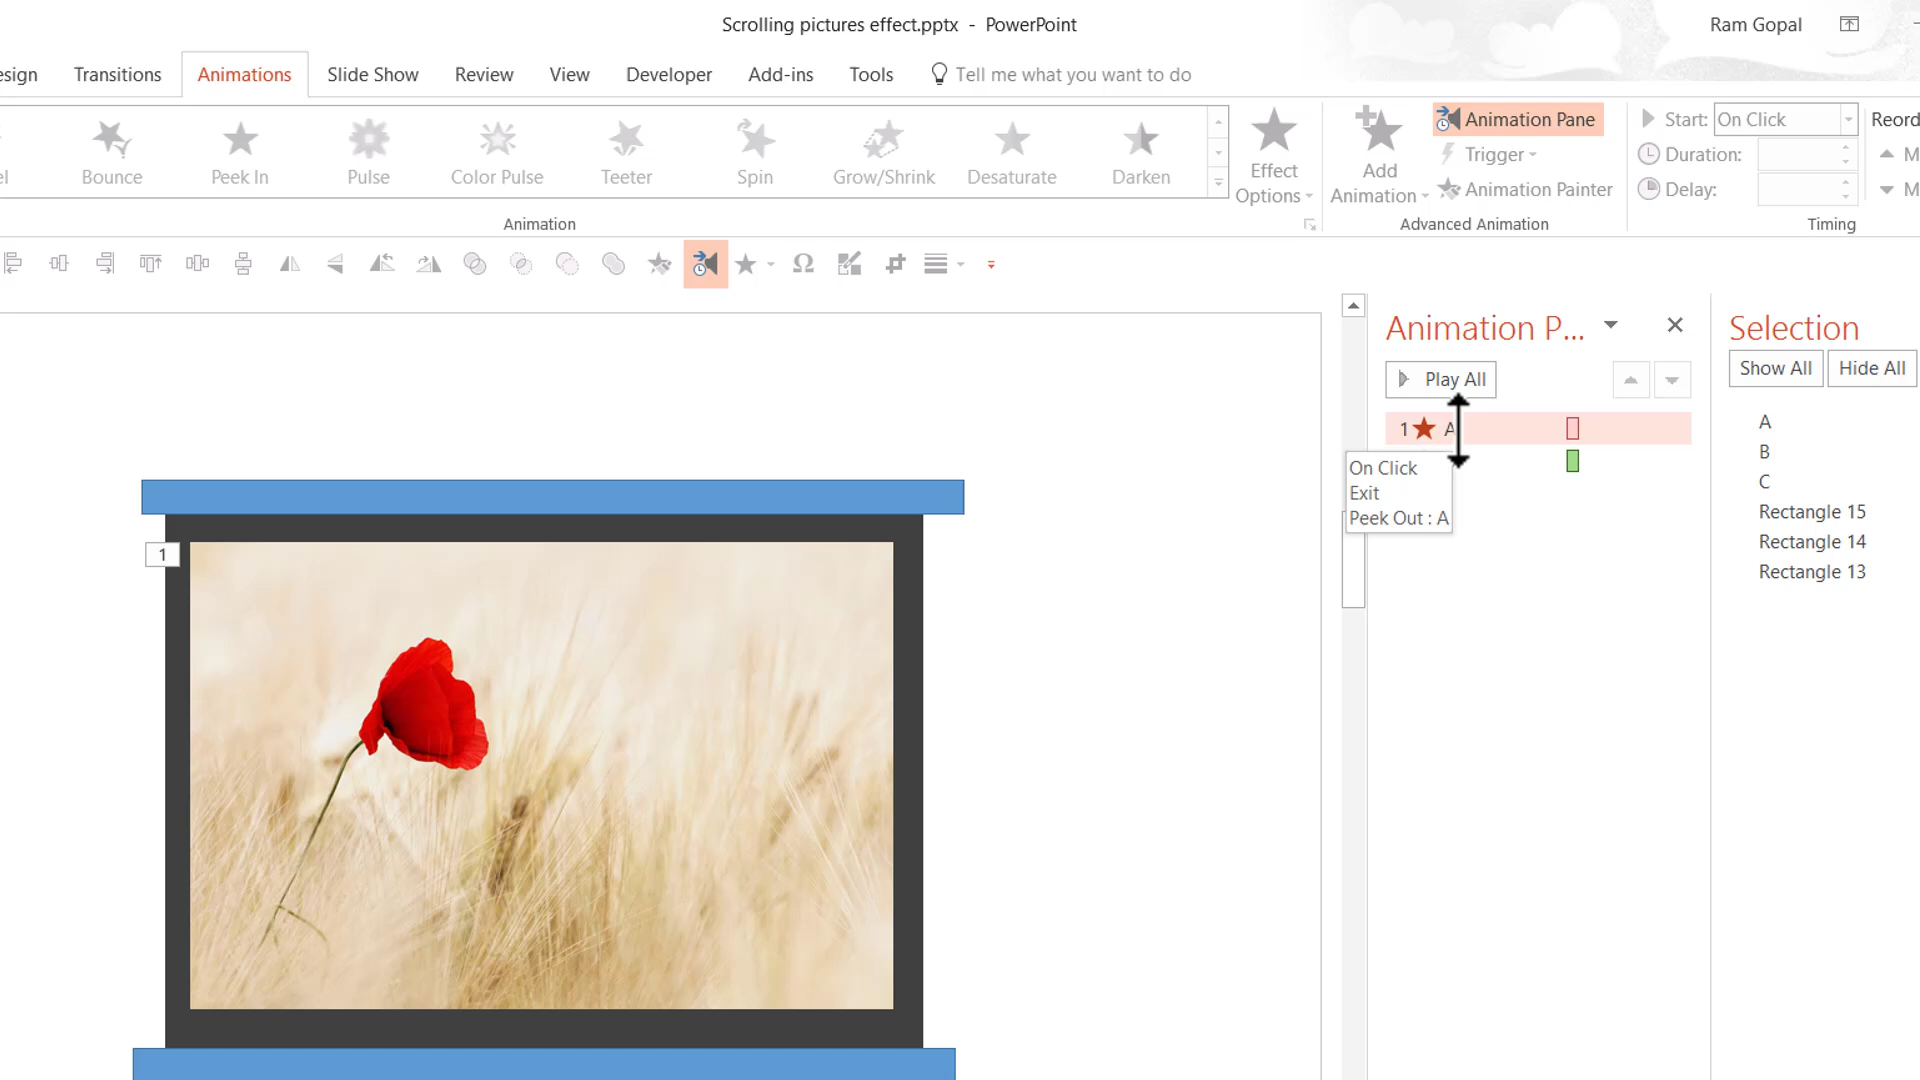 Scrolling pictures effect.pptx - PowerPoint
Ram Gopal
esign
Transitions
Animations
Slide Show
Review
View
Developer
Add-ins
Tools
Tell me what you want to do
el
Bounce
Peek In
Pulse
Color Pulse
Teeter
Spin
Grow/Shrink
Desaturate
Darken
Effect
Options
Add
Animation
Animation Pane
Trigger
Animation Painter
Start: On Click
Duration:
Delay:
Reord
M
M
Animation
Advanced Animation
Timing
Animation P...
Play All
1 A
On Click
Exit
Peek Out : A
Selection
Show All
Hide All
A
B
C
Rectangle 15
Rectangle 14
Rectangle 13
1